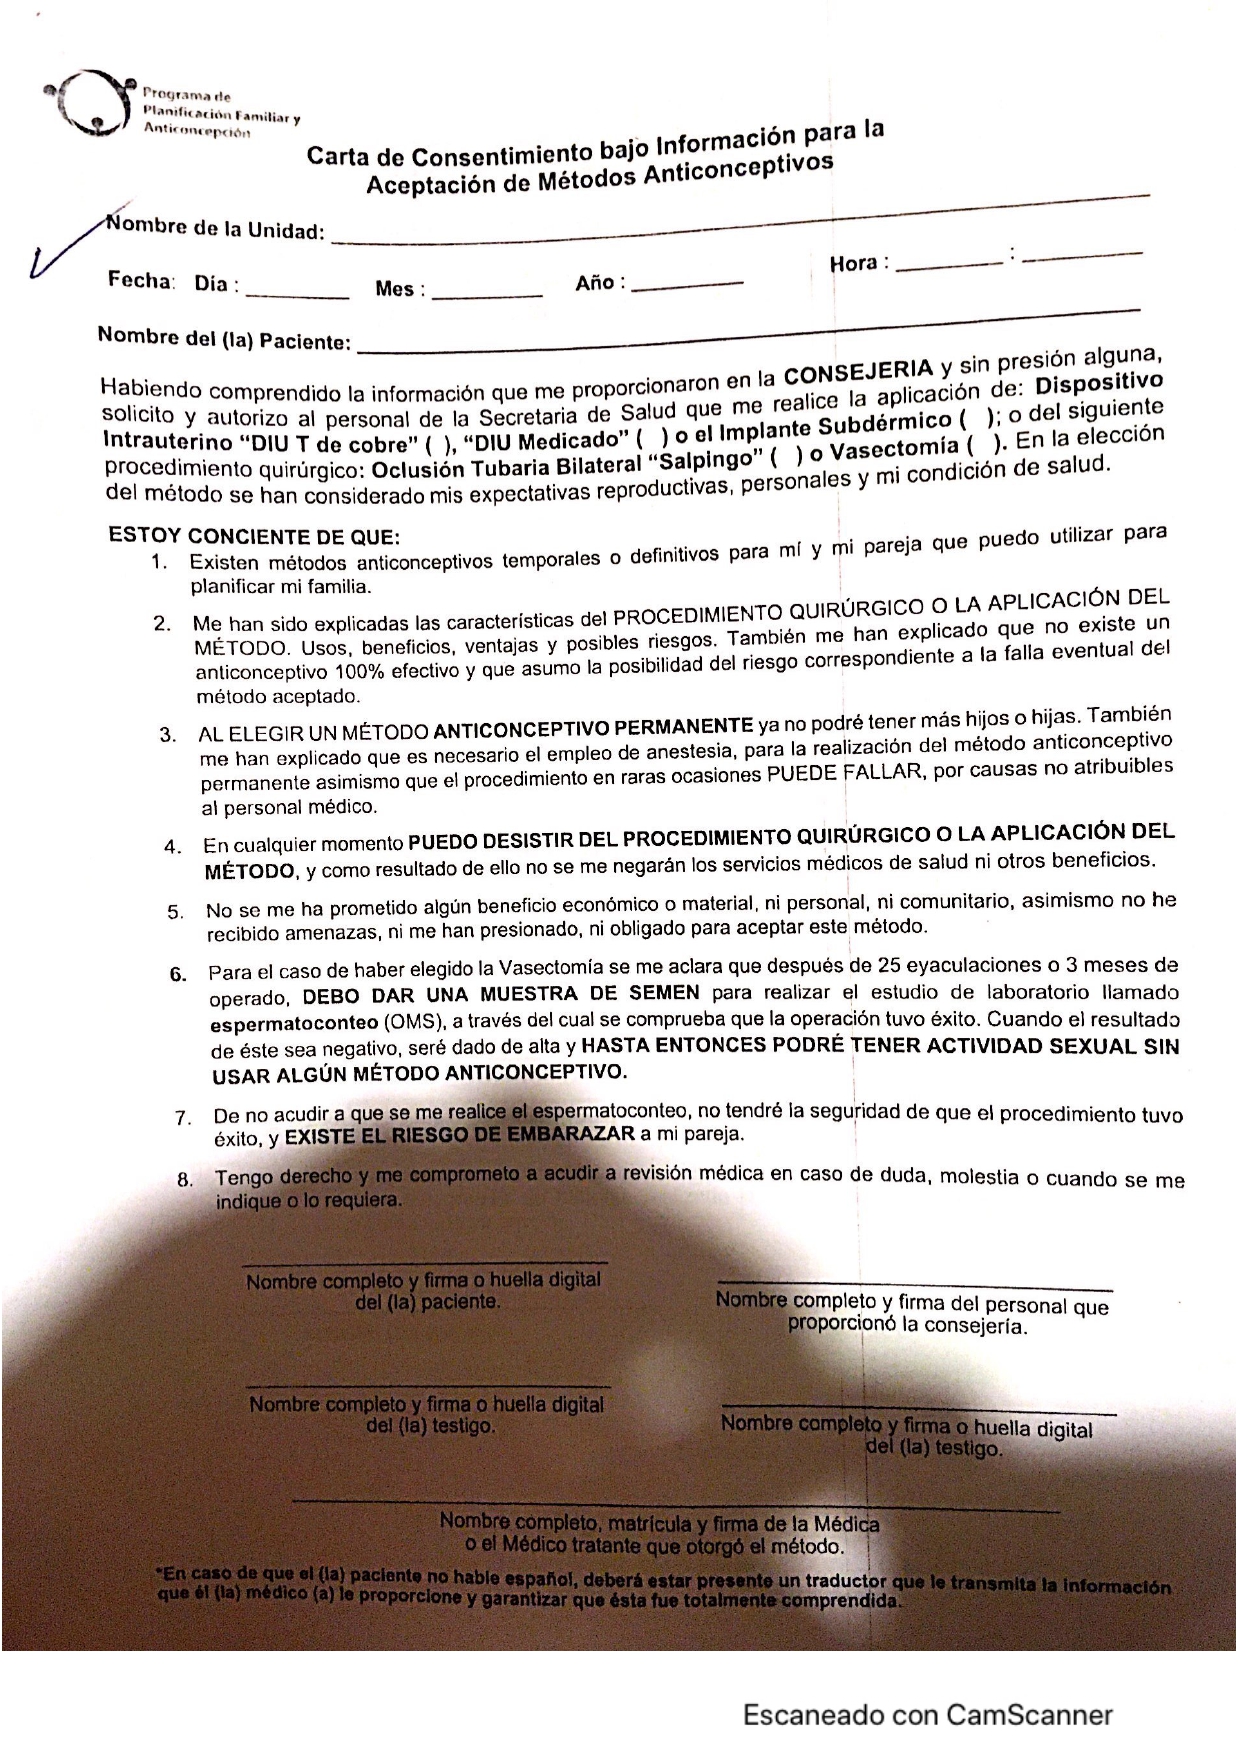 Programa de
Planificación Familiar y
Anticoncepción
Carta de Consentimiento bajo Información para la
Aceptación de Métodos Anticonceptivos
Nombre de la Unidad: ____________________
Fecha: Día : ________ Mes : ________ Año : ________ Hora : ________ : ________
Nombre del (la) Paciente: ____________________
Habiendo comprendido la información que me proporcionaron en la CONSEJERIA y sin presión alguna,
solicito y autorizo al personal de la Secretaria de Salud que me realice la aplicación de: Dispositivo
Intrauterino “DIU T de cobre” ( ), “DIU Medicado” ( ) o el Implante Subdérmico ( ); o del siguiente
procedimiento quirúrgico: Oclusión Tubaria Bilateral “Salpingo” ( ) o Vasectomía ( ). En la elección
del método se han considerado mis expectativas reproductivas, personales y mi condición de salud.
ESTOY CONCIENTE DE QUE:
1. Existen métodos anticonceptivos temporales o definitivos para mí y mi pareja que puedo utilizar para
planificar mi familia.
2. Me han sido explicadas las características del PROCEDIMIENTO QUIRÚRGICO O LA APLICACIÓN DEL
MÉTODO. Usos, beneficios, ventajas y posibles riesgos. También me han explicado que no existe un
anticonceptivo 100% efectivo y que asumo la posibilidad del riesgo correspondiente a la falla eventual del
método aceptado.
3. AL ELEGIR UN MÉTODO ANTICONCEPTIVO PERMANENTE ya no podré tener más hijos o hijas. También
me han explicado que es necesario el empleo de anestesia, para la realización del método anticonceptivo
permanente asimismo que el procedimiento en raras ocasiones PUEDE FALLAR, por causas no atribuibles
al personal médico.
4. En cualquier momento PUEDO DESISTIR DEL PROCEDIMIENTO QUIRÚRGICO O LA APLICACIÓN DEL
MÉTODO, y como resultado de ello no se me negarán los servicios médicos de salud ni otros beneficios.
5. No se me ha prometido algún beneficio económico o material, ni personal, ni comunitario, asimismo no he
recibido amenazas, ni me han presionado, ni obligado para aceptar este método.
6. Para el caso de haber elegido la Vasectomía se me aclara que después de 25 eyaculaciones o 3 meses de
operado, DEBO DAR UNA MUESTRA DE SEMEN para realizar el estudio de laboratorio llamado
espermatoconteo (OMS), a través del cual se comprueba que la operación tuvo éxito. Cuando el resultado
de éste sea negativo, seré dado de alta y HASTA ENTONCES PODRÉ TENER ACTIVIDAD SEXUAL SIN
USAR ALGÚN MÉTODO ANTICONCEPTIVO.
7. De no acudir a que se me realice el espermatoconteo, no tendré la seguridad de que el procedimiento tuvo
éxito, y EXISTE EL RIESGO DE EMBARAZAR a mi pareja.
8. Tengo derecho y me comprometo a acudir a revisión médica en caso de duda, molestia o cuando se me
indique o lo requiera.
Nombre completo y firma o huella digital
del (la) paciente.
Nombre completo y firma del personal que
proporcionó la consejería.
Nombre completo y firma o huella digital
del (la) testigo.
Nombre completo y firma o huella digital
del (la) testigo.
Nombre completo, matrícula y firma de la Médica
o el Médico tratante que otorgó el método.
*En caso de que el (la) paciente no hable español, deberá estar presente un traductor que le transmita la información
que él (la) médico (a) le proporcione y garantizar que ésta fue totalmente comprendida.
Escaneado con CamScanner